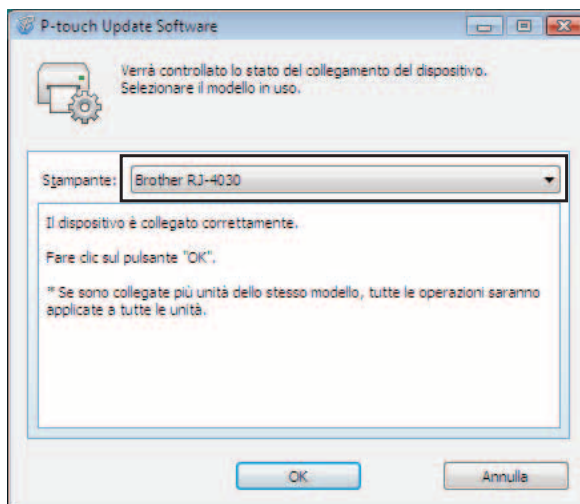 P-touch Update Software
Verrà controllato lo stato del collegamento del dispositivo.
Selezionare il modello in uso.
Stampante: Brother RJ-4030
Il dispositivo è collegato correttamente.
Fare clic sul pulsante "OK".
* Se sono collegate più unità dello stesso modello, tutte le operazioni saranno
applicate a tutte le unità.
OK Annulla